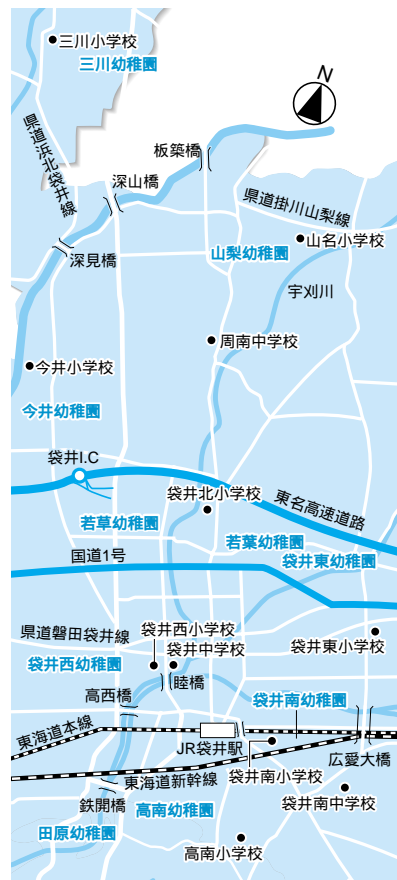 三川小学校
三川幼稚園
N
県道浜北袋井線
板築橋
深山橋
県道掛川山梨線
山名小学校
山梨幼稚園
深見橋
宇刈川
周南中学校
今井小学校
今井幼稚園
袋井I.C
袋井北小学校
東名高速道路
若草幼稚園
若葉幼稚園
袋井東幼稚園
国道1号
県道磐田袋井線
袋井西小学校
袋井東小学校
袋井中学校
袋井西幼稚園
睦橋
高西橋
袋井南幼稚園
東海道本線
JR袋井駅
広愛大橋
東海道新幹線
袋井南小学校
鉄開橋
高南幼稚園
袋井南中学校
田原幼稚園
高南小学校